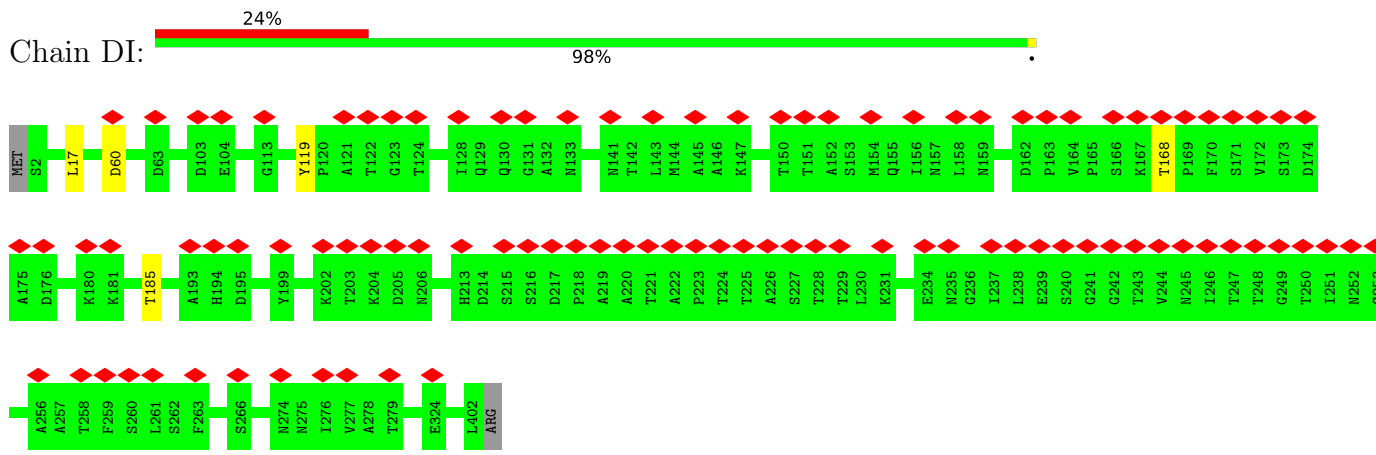 24%
Chain DI:
98%
.
MET S2 L17 D60 D63 D103 E104 G113 Y119 P120 A121 T122 G123 T124 I128 Q129 Q130 G131 A132 N133 N141 T142 L143 M144 A145 A146 K147 T150 T151 A152 S153 M154 Q155 I156 N157 L158 N159 D162 P163 V164 P165 S166 K167 T168 P169 F170 S171 V172 S173 D174
A175 D176 K180 K181 T185 A193 H194 D195 Y199 K202 T203 K204 D205 N206 H213 D214 S215 S216 D217 P218 A219 A220 T221 A222 P223 T224 T225 A226 S227 T228 T229 L230 K231 E234 N235 G236 I237 L238 E239 S240 G241 G242 T243 V244 N245 I246 T247 T248 G249 T250 I251 N252
A256 A257 T258 F259 S260 L261 S262 F263 S266 N274 N275 I276 V277 A278 T279 E324 L402 ARG